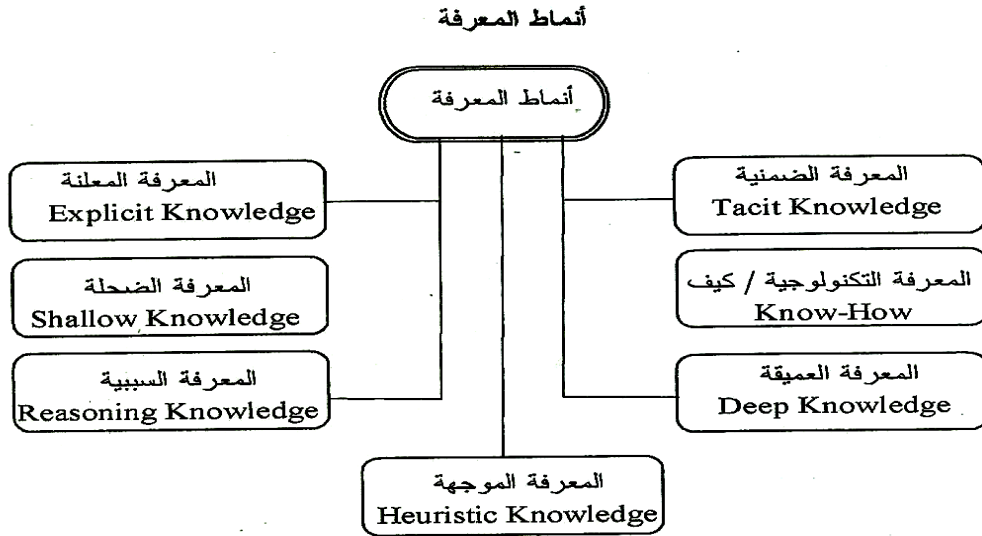 أنماط المعرفة
أنماط المعرفة
المعرفة الضمنية
Tacit Knowledge
المعرفة المعلنة
Explicit Knowledge
المعرفة التكنولوجية / كيف
Know-How
المعرفة الضحلة
Shallow Knowledge
المعرفة العميقة
Deep Knowledge
المعرفة السببية
Reasoning Knowledge
المعرفة الموجهة
Heuristic Knowledge